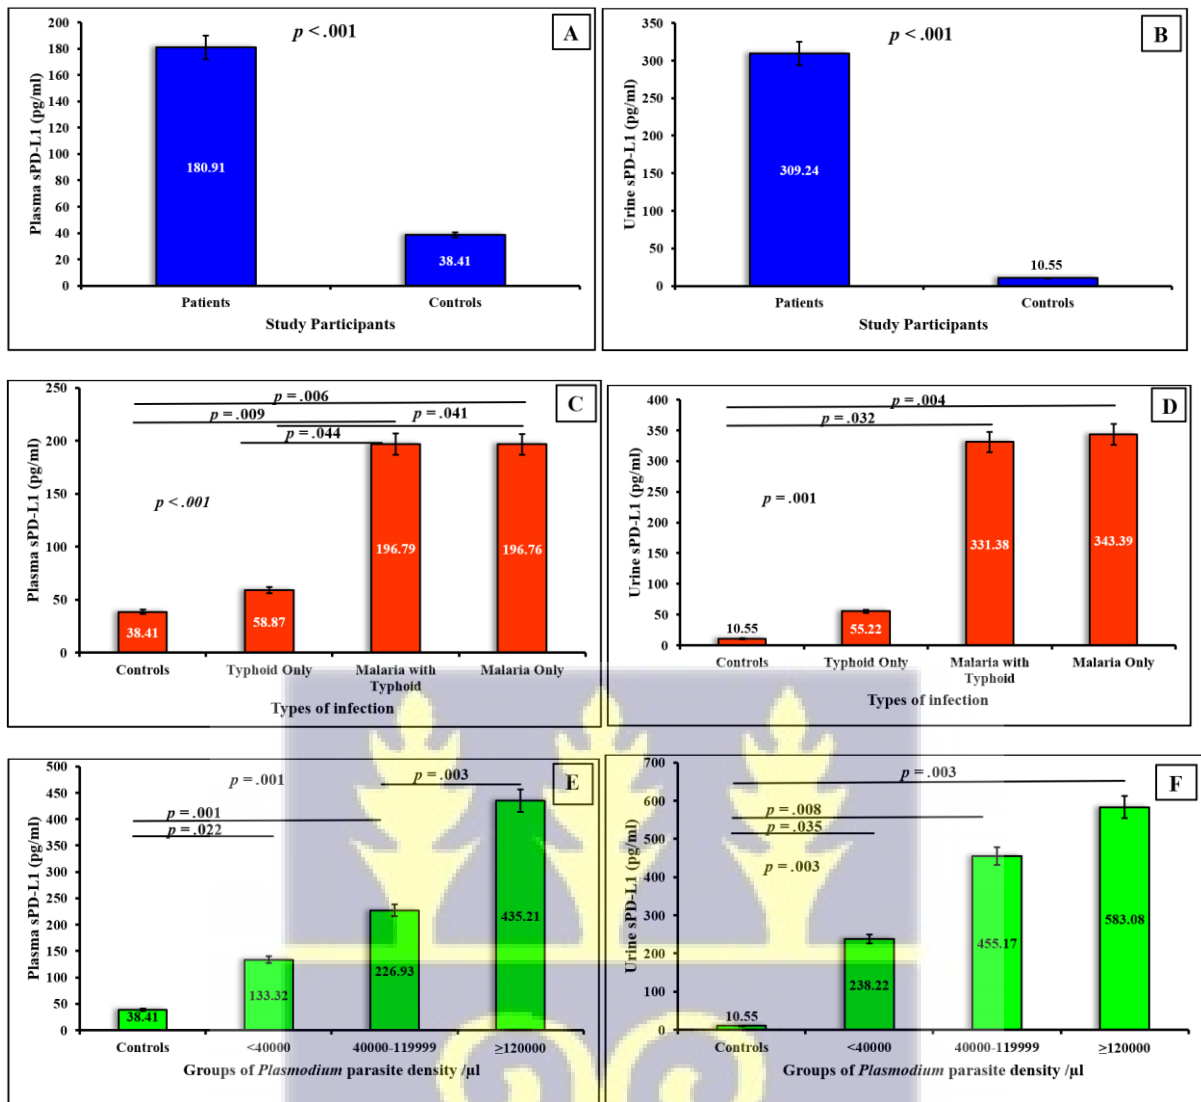 A
p < .001
Plasma sPD-L1 (pg/ml)
200
180
160
140
120
100
80
60
40
20
0
180.91
38.41
Patients Controls
Study Participants
B
p < .001
Urine sPD-L1 (pg/ml)
350
300
250
200
150
100
50
0
309.24
10.55
Patients Controls
Study Participants
C
p = .006
p = .009 p = .041
p = .044
p < .001
Plasma sPD-L1 (pg/ml)
250
200
150
100
50
0
38.41
58.87
196.79
196.76
Controls Typhoid Only Malaria with Malaria Only
Typhoid
Types of infection
D
p = .004
p = .032
p = .001
Urine sPD-L1 (pg/ml)
400
350
300
250
200
150
100
50
0
10.55
55.22
331.38
343.39
Controls Typhoid Only Malaria with Malaria Only
Typhoid
Types of infection
E
p = .001 p = .003
p = .001
p = .022
Plasma sPD-L1 (pg/ml)
500
450
400
350
300
250
200
150
100
50
0
38.41
133.32
226.93
435.21
Controls <40000 40000-119999 ≥120000
Groups of Plasmodium parasite density /µl
F
p = .003
p = .008
p = .035
p = .003
Urine sPD-L1 (pg/ml)
700
600
500
400
300
200
100
0
10.55
238.22
455.17
583.08
Controls <40000 40000-119999 ≥120000
Groups of Plasmodium parasite density /µl